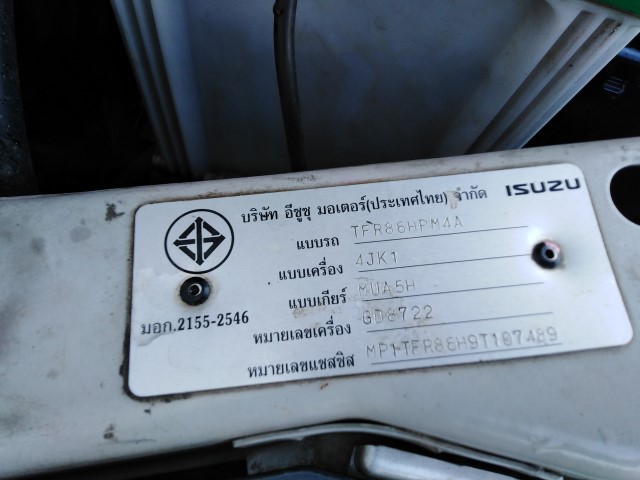 บริษัท อีซูซุ มอเตอร์(ประเทศไทย) จำกัด ISUZU
แบบรถ TFR86HPM4A
แบบเครื่อง 4JK1
แบบเกียร์ MUA5H
มอก.2155-2546
หมายเลขเครื่อง GD8722
หมายเลขแชสซิส MP1TFR86H9T107489